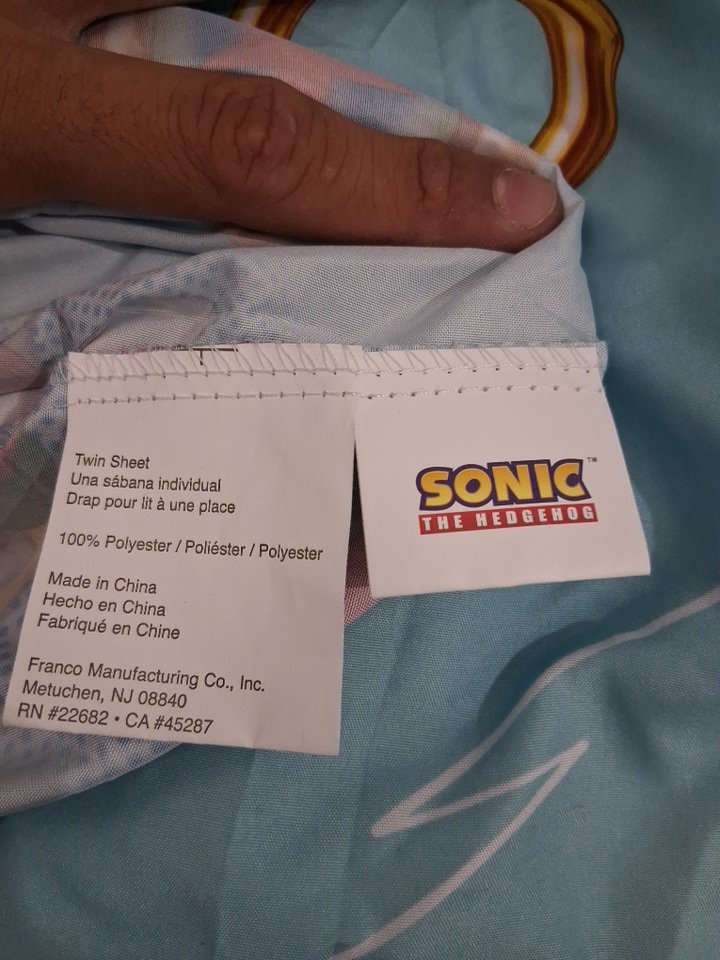 Twin Sheet
Una sábana individual
Drap pour lit à une place
100% Polyester / Poliéster / Polyester
Made in China
Hecho en China
Fabriqué en Chine
Franco Manufacturing Co., Inc.
Metuchen, NJ 08840
RN #22682 • CA #45287
SONIC™
THE HEDGEHOG